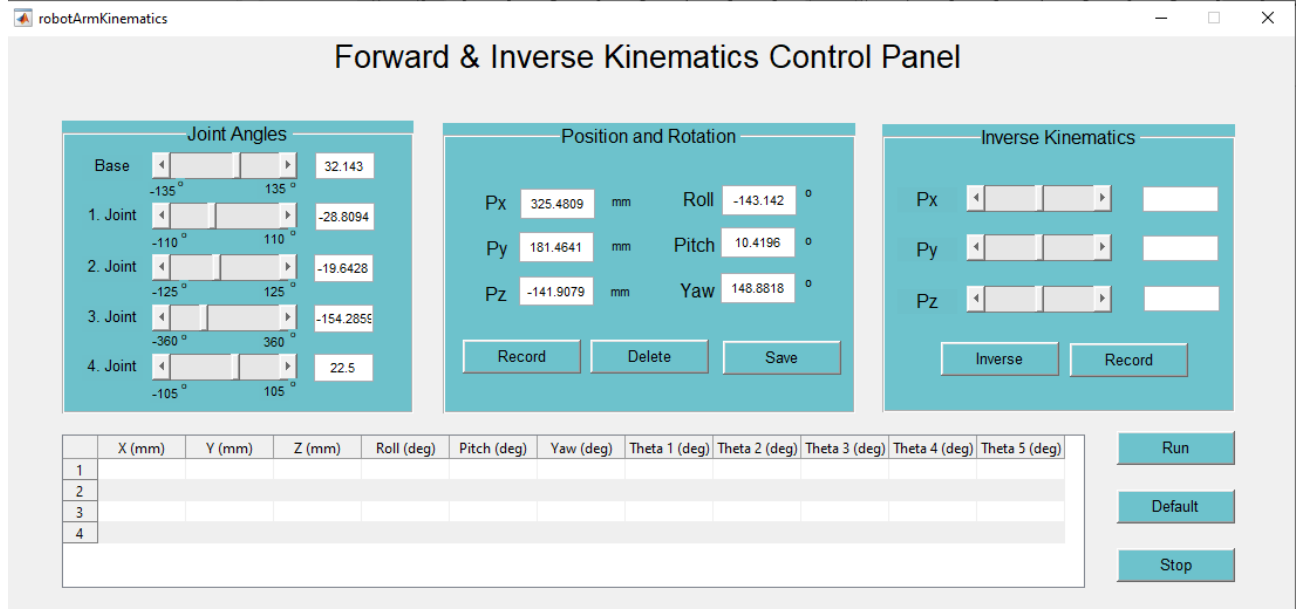 robotArmKinematics
Forward & Inverse Kinematics Control Panel
Joint Angles
Base 32.143
-135 ° 135 °
1. Joint -28.8094
-110 ° 110 °
2. Joint -19.6428
-125 ° 125 °
3. Joint -154.2859
-360 ° 360 °
4. Joint 22.5
-105 ° 105 °
Position and Rotation
Px 325.4809 mm Roll -143.142 °
Py 181.4641 mm Pitch 10.4196 °
Pz -141.9079 mm Yaw 148.8818 °
Record Delete Save
Inverse Kinematics
Px
Py
Pz
Inverse Record
X (mm) Y (mm) Z (mm) Roll (deg) Pitch (deg) Yaw (deg) Theta 1 (deg) Theta 2 (deg) Theta 3 (deg) Theta 4 (deg) Theta 5 (deg)
1
2
3
4
Run
Default
Stop